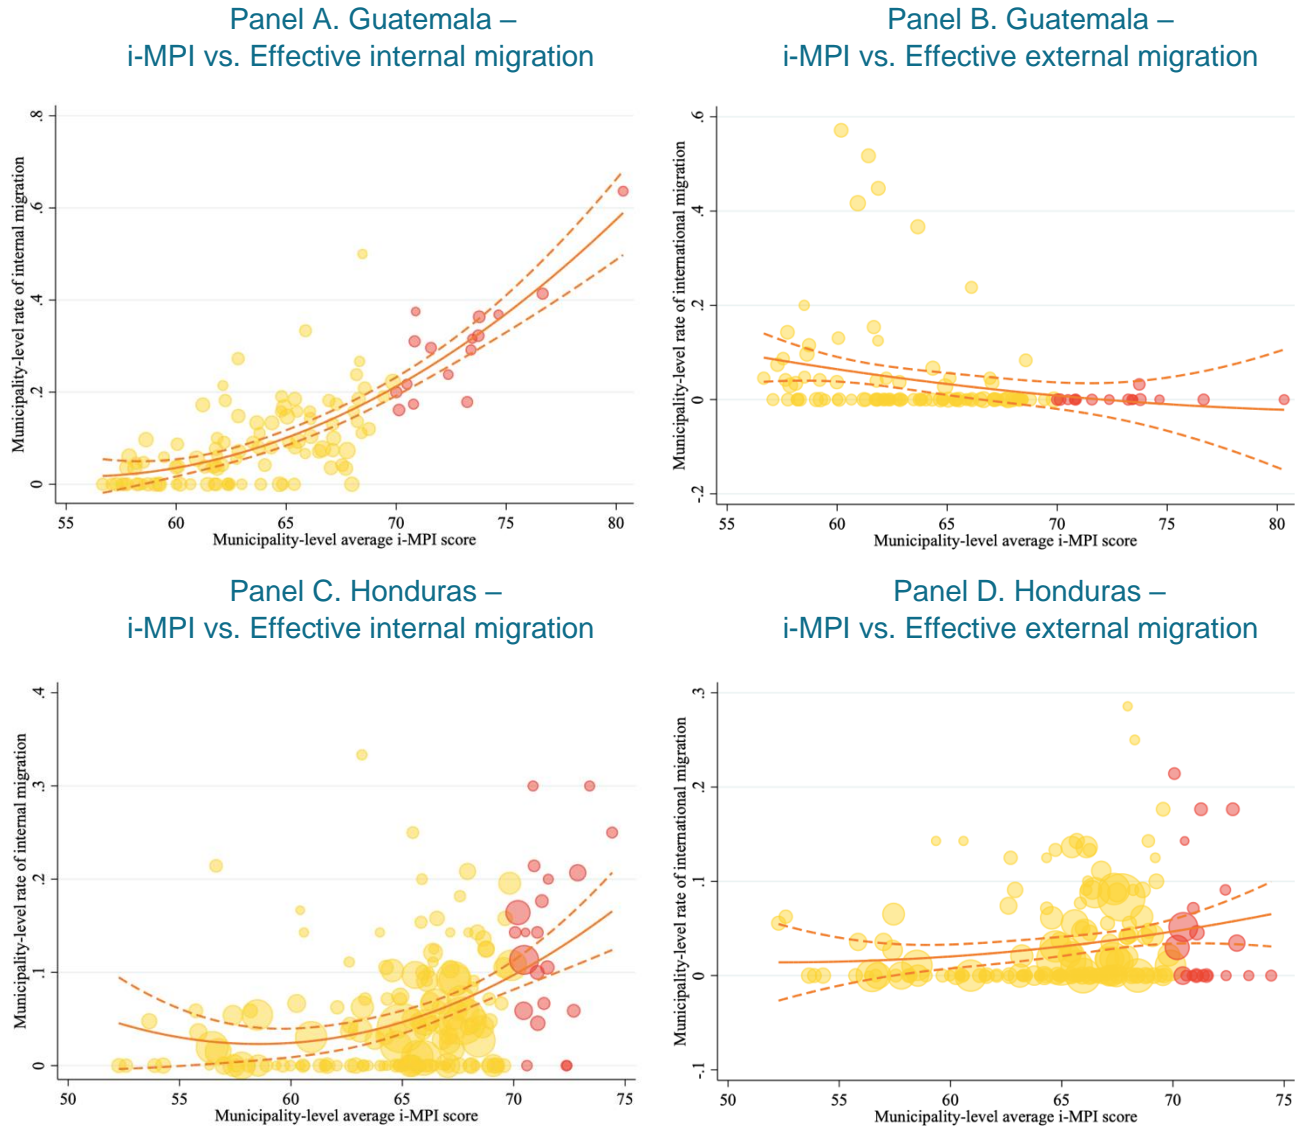 Panel A. Guatemala –
i-MPI vs. Effective internal migration
Municipality-level rate of internal migration
.8
.6
.4
.2
0
55
60
65
70
75
80
Municipality-level average i-MPI score
Panel B. Guatemala –
i-MPI vs. Effective external migration
Municipality-level rate of international migration
.6
.4
.2
0
-.2
55
60
65
70
75
80
Municipality-level average i-MPI score
Panel C. Honduras –
i-MPI vs. Effective internal migration
Municipality-level rate of internal migration
.4
.3
.2
.1
0
50
55
60
65
70
75
Municipality-level average i-MPI score
Panel D. Honduras –
i-MPI vs. Effective external migration
Municipality-level rate of international migration
.3
.2
.1
0
-.1
50
55
60
65
70
75
Municipality-level average i-MPI score